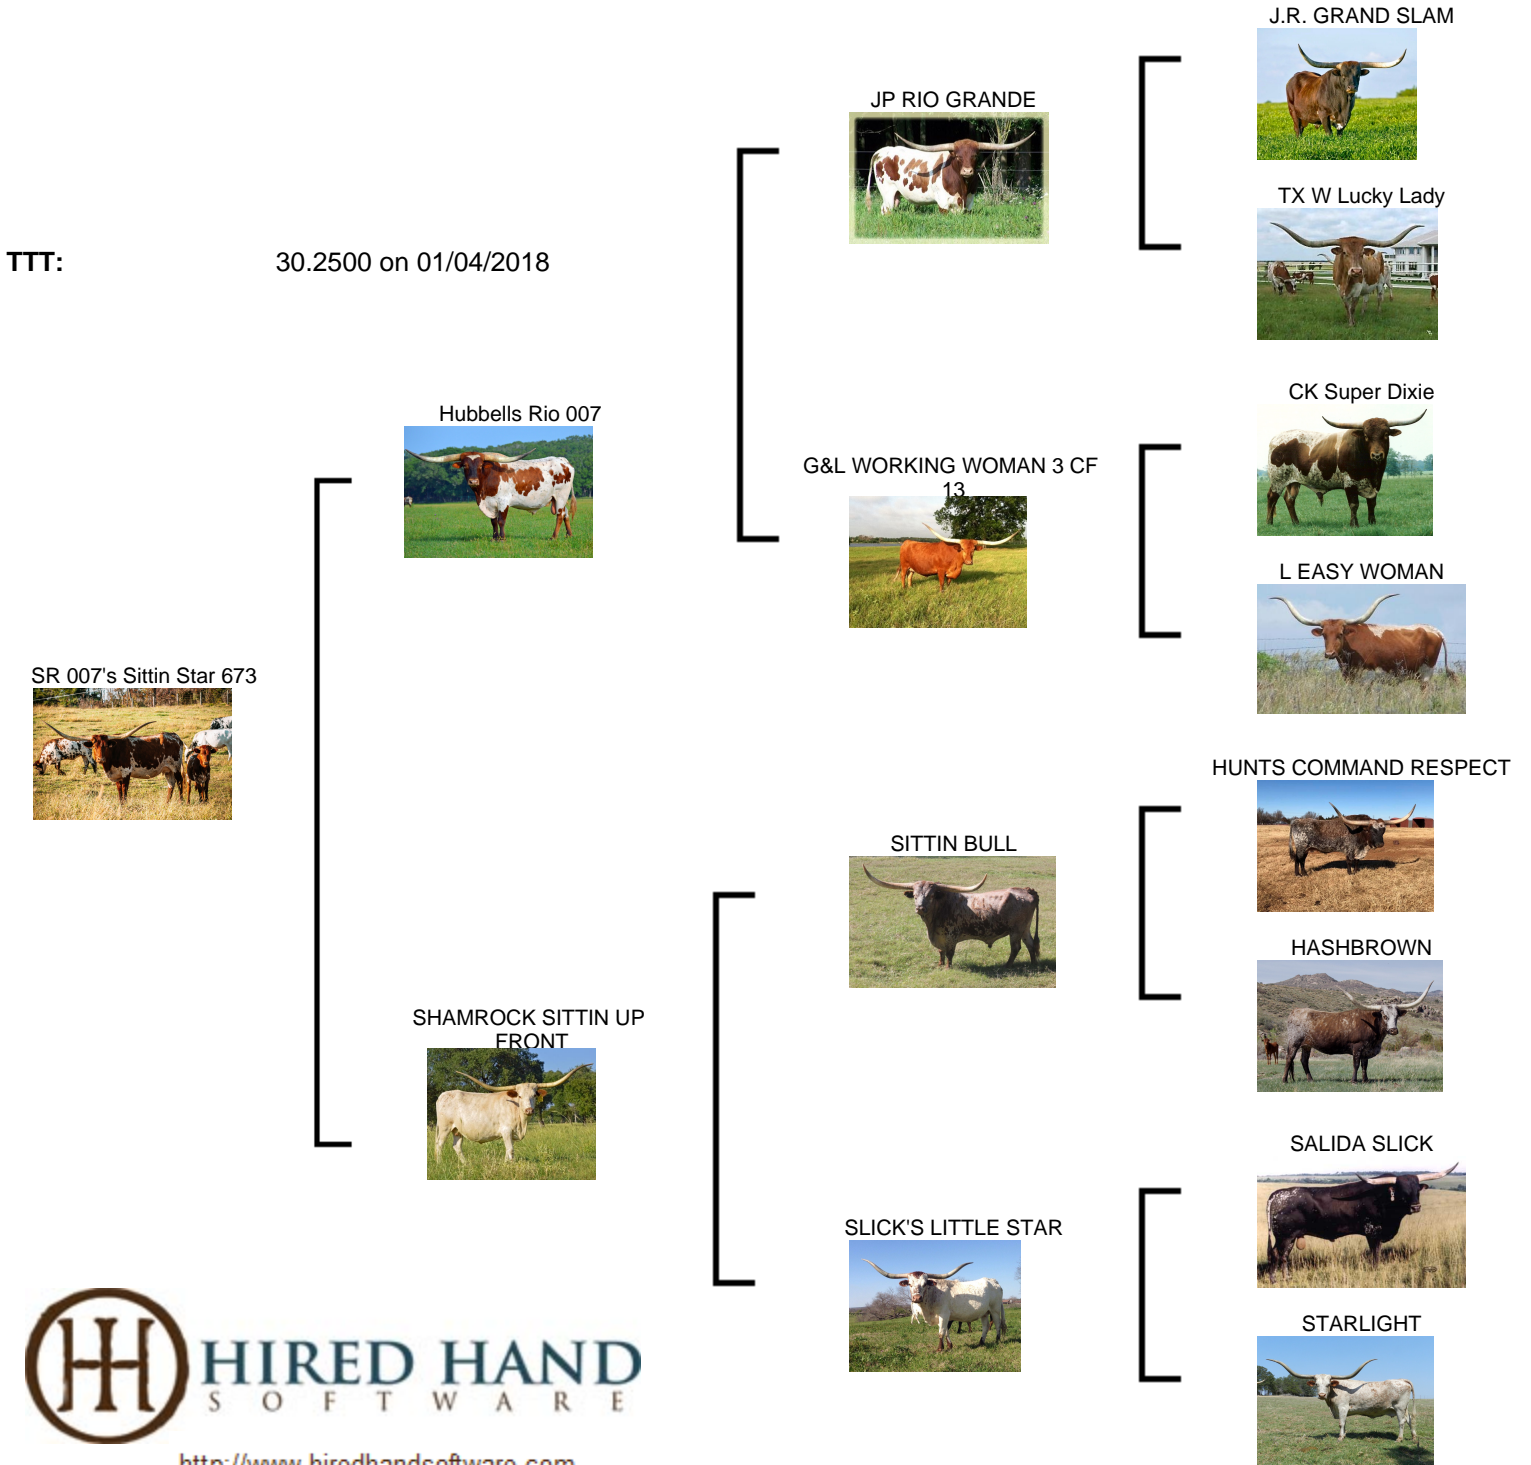 J.R. GRAND SLAM
JP RIO GRANDE
TX W Lucky Lady
TTT: 30.2500 on 01/04/2018
CK Super Dixie
Hubbells Rio 007
G&L WORKING WOMAN 3 CF
13
L EASY WOMAN
SR 007's Sittin Star 673
HUNTS COMMAND RESPECT
SITTIN BULL
HASHBROWN
SHAMROCK SITTIN UP
FRONT
SALIDA SLICK
SLICK'S LITTLE STAR
STARLIGHT
HIRED HAND
SOFTWARE
http://www.hiredhandsoftware.com